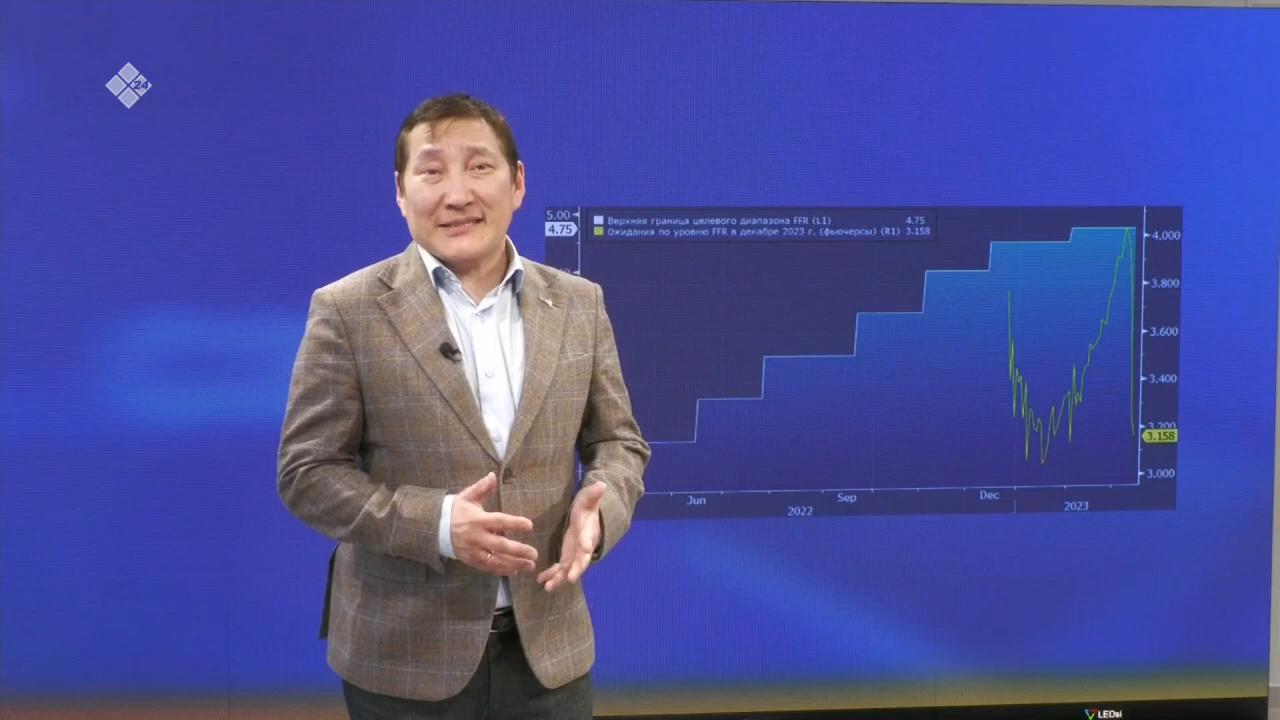 24
5.00
Верхняя граница целевого диапазона FFR (L1) 4.75
4.75
Ожидания по уровню FFR в декабре 2023 г. (фьючерсы) (R1) 3.158
4.000
3.800
3.600
3.400
3.200
3.158
3.000
Jun
Sep
Dec
2022
2023
LEDsi